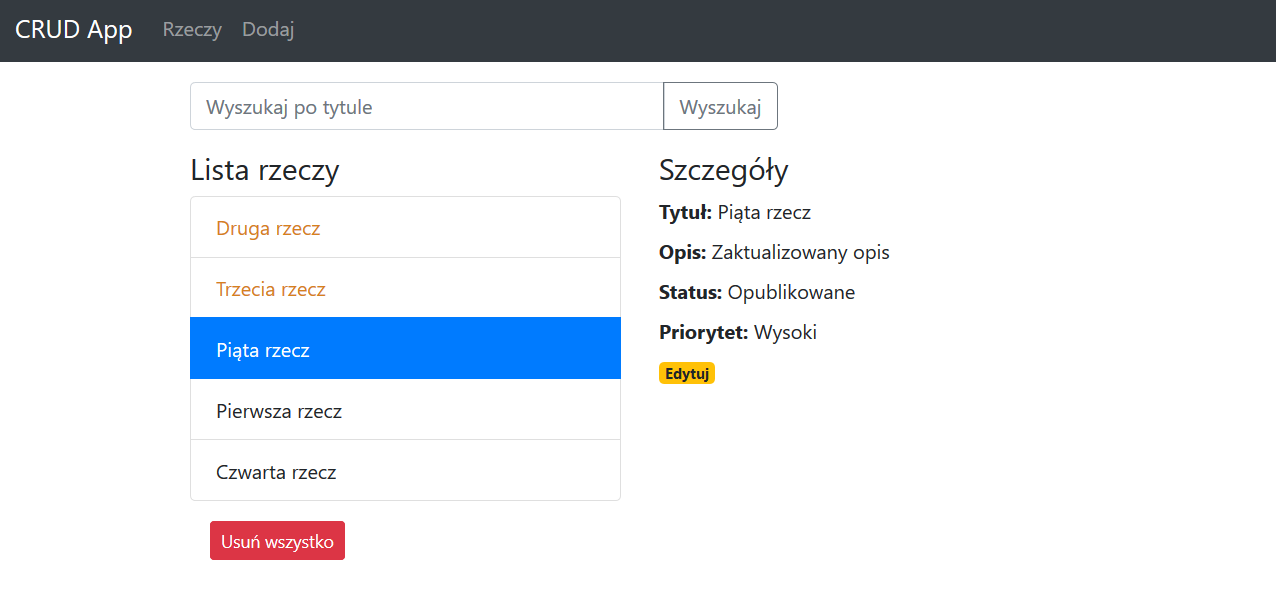 CRUD App Rzeczy Dodaj
Wyszukaj po tytule Wyszukaj
Lista rzeczy
Druga rzecz
Trzecia rzecz
Piąta rzecz
Pierwsza rzecz
Czwarta rzecz
Usuń wszystko
Szczegóły
Tytuł: Piąta rzecz
Opis: Zaktualizowany opis
Status: Opublikowane
Priorytet: Wysoki
Edytuj